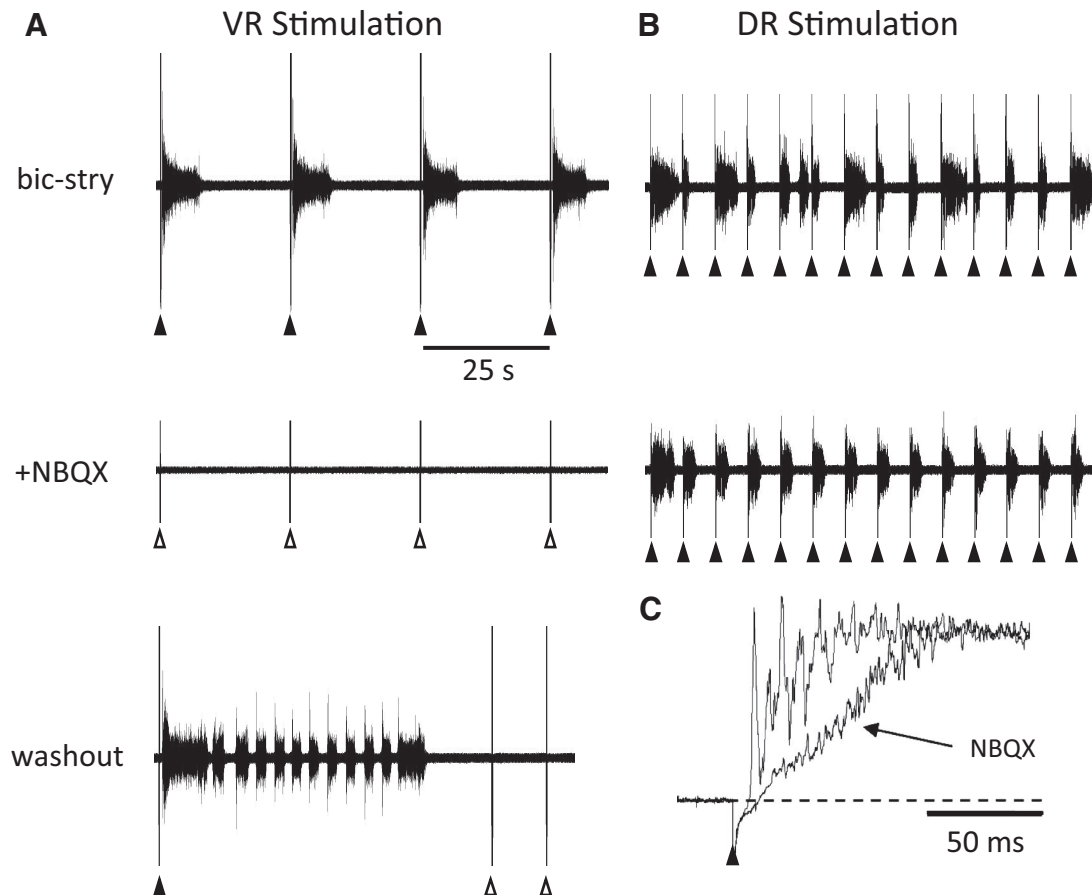 A VR Stimulation
bic-stry
25 s
+NBQX
washout
B DR Stimulation
C
NBQX
50 ms